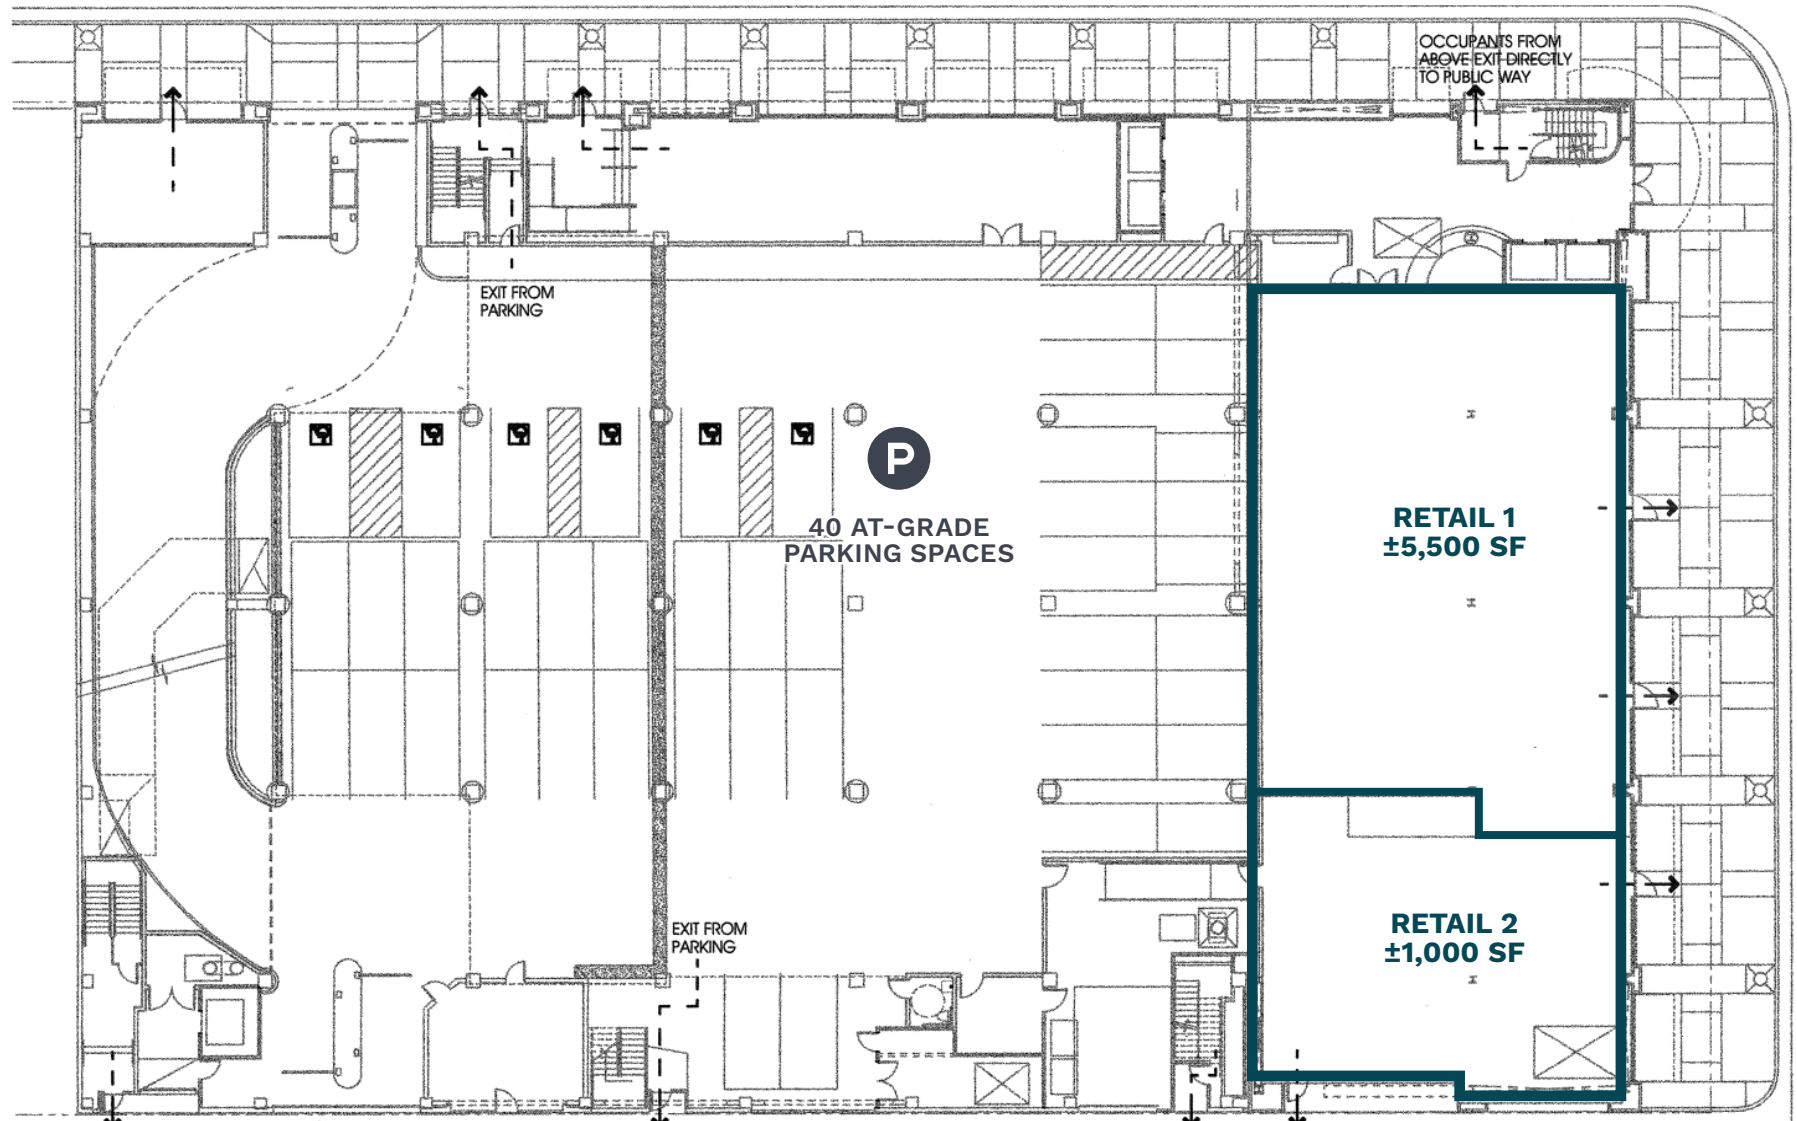 OCCUPANTS FROM
ABOVE EXIT DIRECTLY
TO PUBLIC WAY
EXIT FROM
PARKING
P
40 AT-GRADE
PARKING SPACES
RETAIL 1
±5,500 SF
RETAIL 2
±1,000 SF
EXIT FROM
PARKING